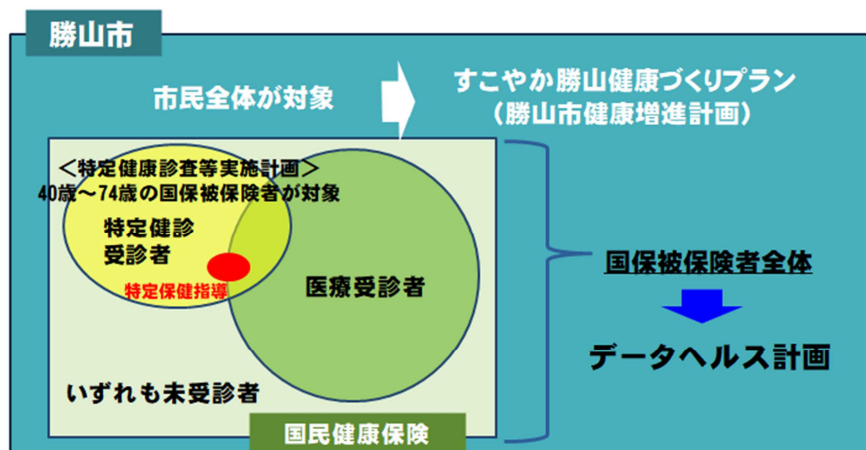 勝山市
市民全体が対象
すこやか勝山健康づくりプラン
（勝山市健康増進計画）
＜特定健康診査等実施計画＞
40歳～74歳の国保被保険者が対象
特定健診
受診者
特定保健指導
医療受診者
いずれも未受診者
国民健康保険
国保被保険者全体
データヘルス計画